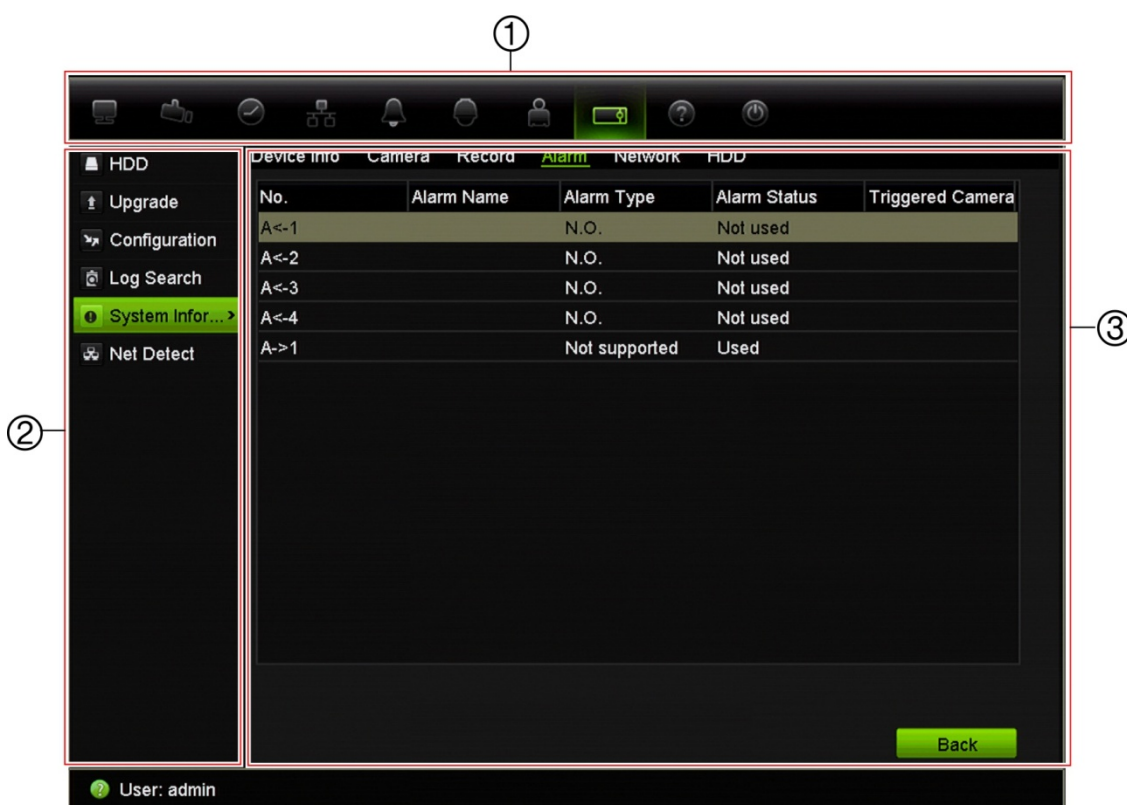 ①
HDD
Upgrade
Configuration
Log Search
System Infor... >
Net Detect
Device Info Camera Record Alarm Network HDD
No. Alarm Name Alarm Type Alarm Status Triggered Camera
A<-1 N.O. Not used
A<-2 N.O. Not used
A<-3 N.O. Not used
A<-4 N.O. Not used
A->1 Not supported Used
②
③
Back
User: admin